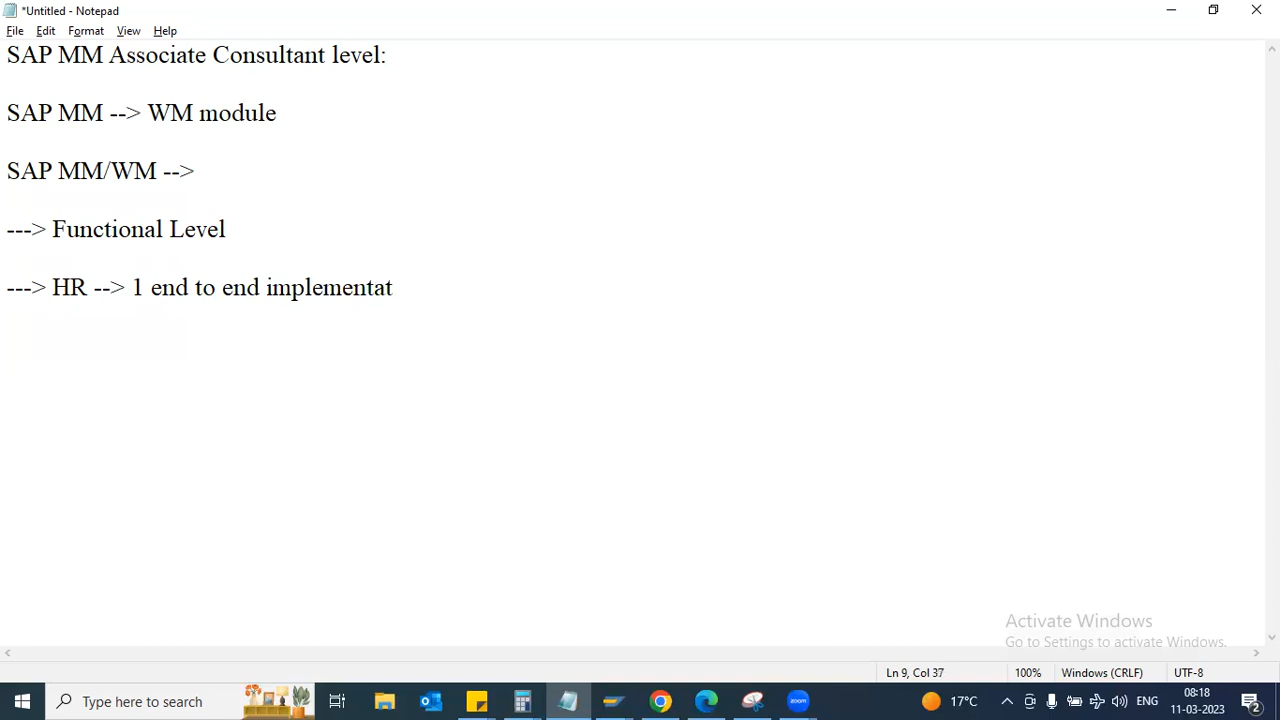 *Untitled - Notepad
File Edit Format View Help
SAP MM Associate Consultant level:
SAP MM --> WM module
SAP MM/WM -->
---> Functional Level
---> HR --> 1 end to end implementat
Activate Windows
Go to Settings to activate Windows.
Ln 9, Col 37 100% Windows (CRLF) UTF-8
Type here to search
zoom
17°C
ENG
08:18
11-03-2023
2